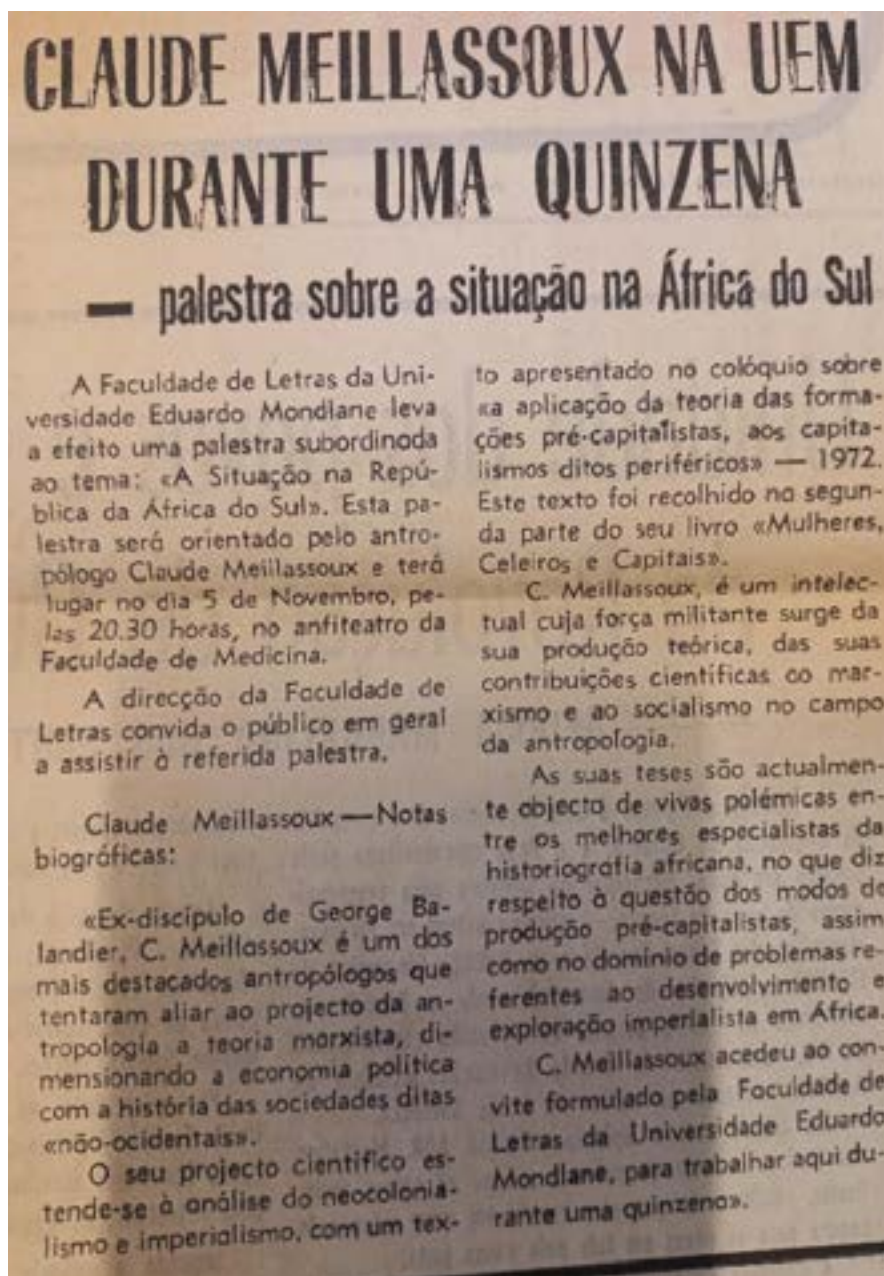 CLAUDE MEILLASSOUX NA UEM
DURANTE UMA QUINZENA
— palestra sobre a situação na África do Sul
A Faculdade de Letras da Uni-
versidade Eduardo Mondlane leva
a efeito uma palestra subordinada
ao tema: «A Situação na Repú-
blica da África do Sul». Esta pa-
lestra será orientada pelo antro-
pólogo Claude Meillassoux e terá
lugar no dia 5 de Novembro, pe-
las 20.30 horas, no anfiteatro da
Faculdade de Medicina.
A direcção da Faculdade de
Letras convida o público em geral
a assistir à referida palestra.
Claude Meillassoux — Notas
biográficas:
«Ex-discípulo de George Ba-
landier, C. Meillassoux é um dos
mais destacados antropólogos que
tentaram aliar ao projecto da an-
tropologia a teoria marxista, di-
mensionando a economia política
com a história das sociedades ditas
«não-ocidentais».
O seu projecto científico es-
tende-se à análise do neocolonia-
lismo e imperialismo, com um tex-
to apresentado no colóquio sobre
«a aplicação da teoria das forma-
ções pré-capitalistas, aos capita-
lismos ditos periféricos» — 1972.
Este texto foi recolhido na segun-
da parte do seu livro «Mulheres,
Celeiros e Capitais».
C. Meillassoux, é um intelec-
tual cuja força militante surge da
sua produção teórica, das suas
contribuições científicas ao mar-
xismo e ao socialismo no campo
da antropologia.
As suas teses são actualmen-
te objecto de vivas polémicas en-
tre os melhores especialistas da
historiografia africana, no que diz
respeito à questão dos modos de
produção pré-capitalistas, assim
como no domínio de problemas re-
ferentes ao desenvolvimento e
exploração imperialista em África.
C. Meillassoux acedeu ao con-
vite formulado pela Faculdade de
Letras da Universidade Eduardo
Mondlane, para trabalhar aqui du-
rante uma quinzena».